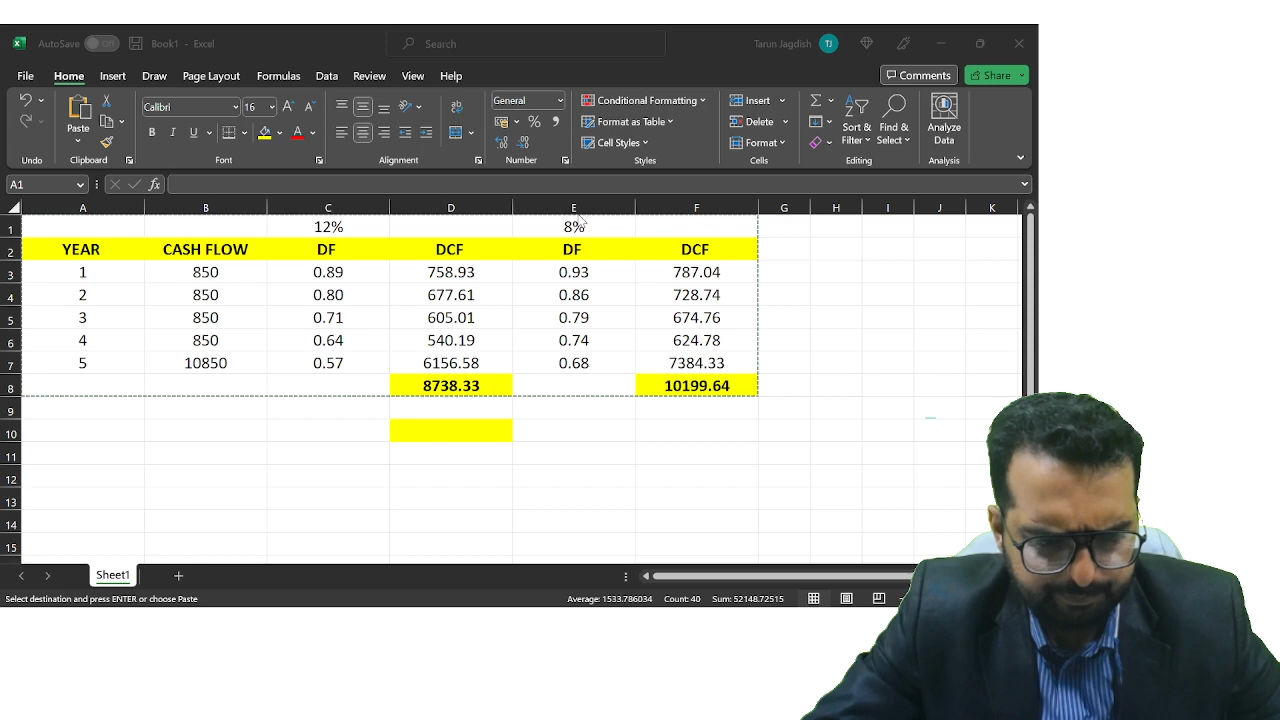 AutoSave Off Book1 - Excel Search Tarun Jagdish TJ
File Home Insert Draw Page Layout Formulas Data Review View Help Comments Share
Calibri 16 A A General Conditional Formatting Insert
Paste B I U A % Format as Table Delete Sort & Filter Find & Select Analyze Data
Cell Styles Format
Undo Clipboard Font Alignment Number Styles Cells Editing Analysis
A1 fx
A B C D E F G H I J K
1 12% 8%
2 YEAR CASH FLOW DF DCF DF DCF
3 1 850 0.89 758.93 0.93 787.04
4 2 850 0.80 677.61 0.86 728.74
5 3 850 0.71 605.01 0.79 674.76
6 4 850 0.64 540.19 0.74 624.78
7 5 10850 0.57 6156.58 0.68 7384.33
8 8738.33 10199.64
9
10
11
12
13
14
15
Sheet1
Select destination and press ENTER or choose Paste Average: 1533.786034 Count: 40 Sum: 52148.72515